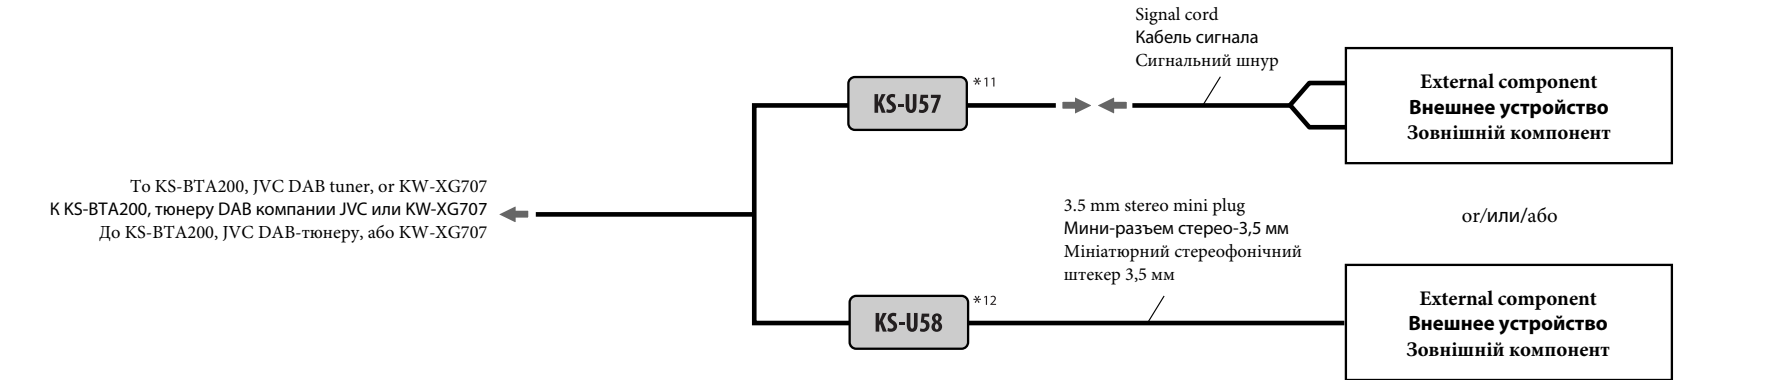 Signal cord
Кабель сигнала
Сигнальний шнур
KS-U57
*11
External component
Внешнее устройство
Зовнішній компонент
To KS-BTA200, JVC DAB tuner, or KW-XG707
К KS-BTA200, тюнеру DAB компании JVC или KW-XG707
До KS-BTA200, JVC DAB-тюнеру, або KW-XG707
3.5 mm stereo mini plug
Мини-разъем стерео-3,5 мм
Мініатюрний стереофонічний
штекер 3,5 мм
or/или/або
KS-U58
*12
External component
Внешнее устройство
Зовнішній компонент